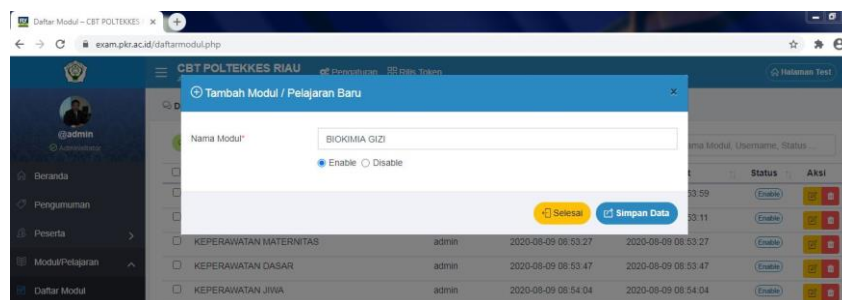 Daftar Modul – CBT POLTEKKES
exam.pkr.ac.id/daftarmodul.php
CBT POLTEKKES RIAU
Pengaturan
Rilis Token
Halaman Test
Tambah Modul / Pelajaran Baru
×
@admin
Administrator
Nama Modul*
BIOKIMIA GIZI
Enable
Disable
Modul, Username, Status...
Beranda
Status
Aksi
Pengumuman
53:59
Enable
Selesai
Simpan Data
53:11
Enable
Peserta
KEPERAWATAN MATERNITAS
admin
2020-08-09 08:53:27
2020-08-09 08:53:27
Enable
Modul/Pelajaran
KEPERAWATAN DASAR
admin
2020-08-09 08:53:47
2020-08-09 08:53:47
Enable
Daftar Modul
KEPERAWATAN JIWA
admin
2020-08-09 08:54:04
2020-08-09 08:54:04
Enable